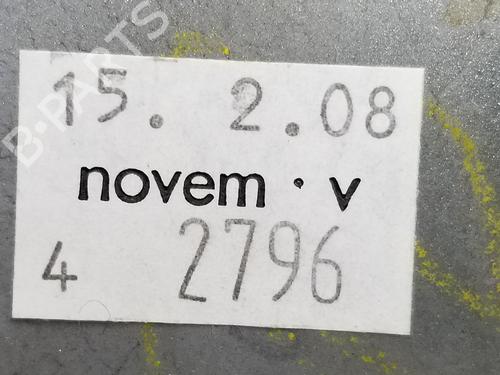 B-PARTS
15. 2.08
novem · v
4 2796